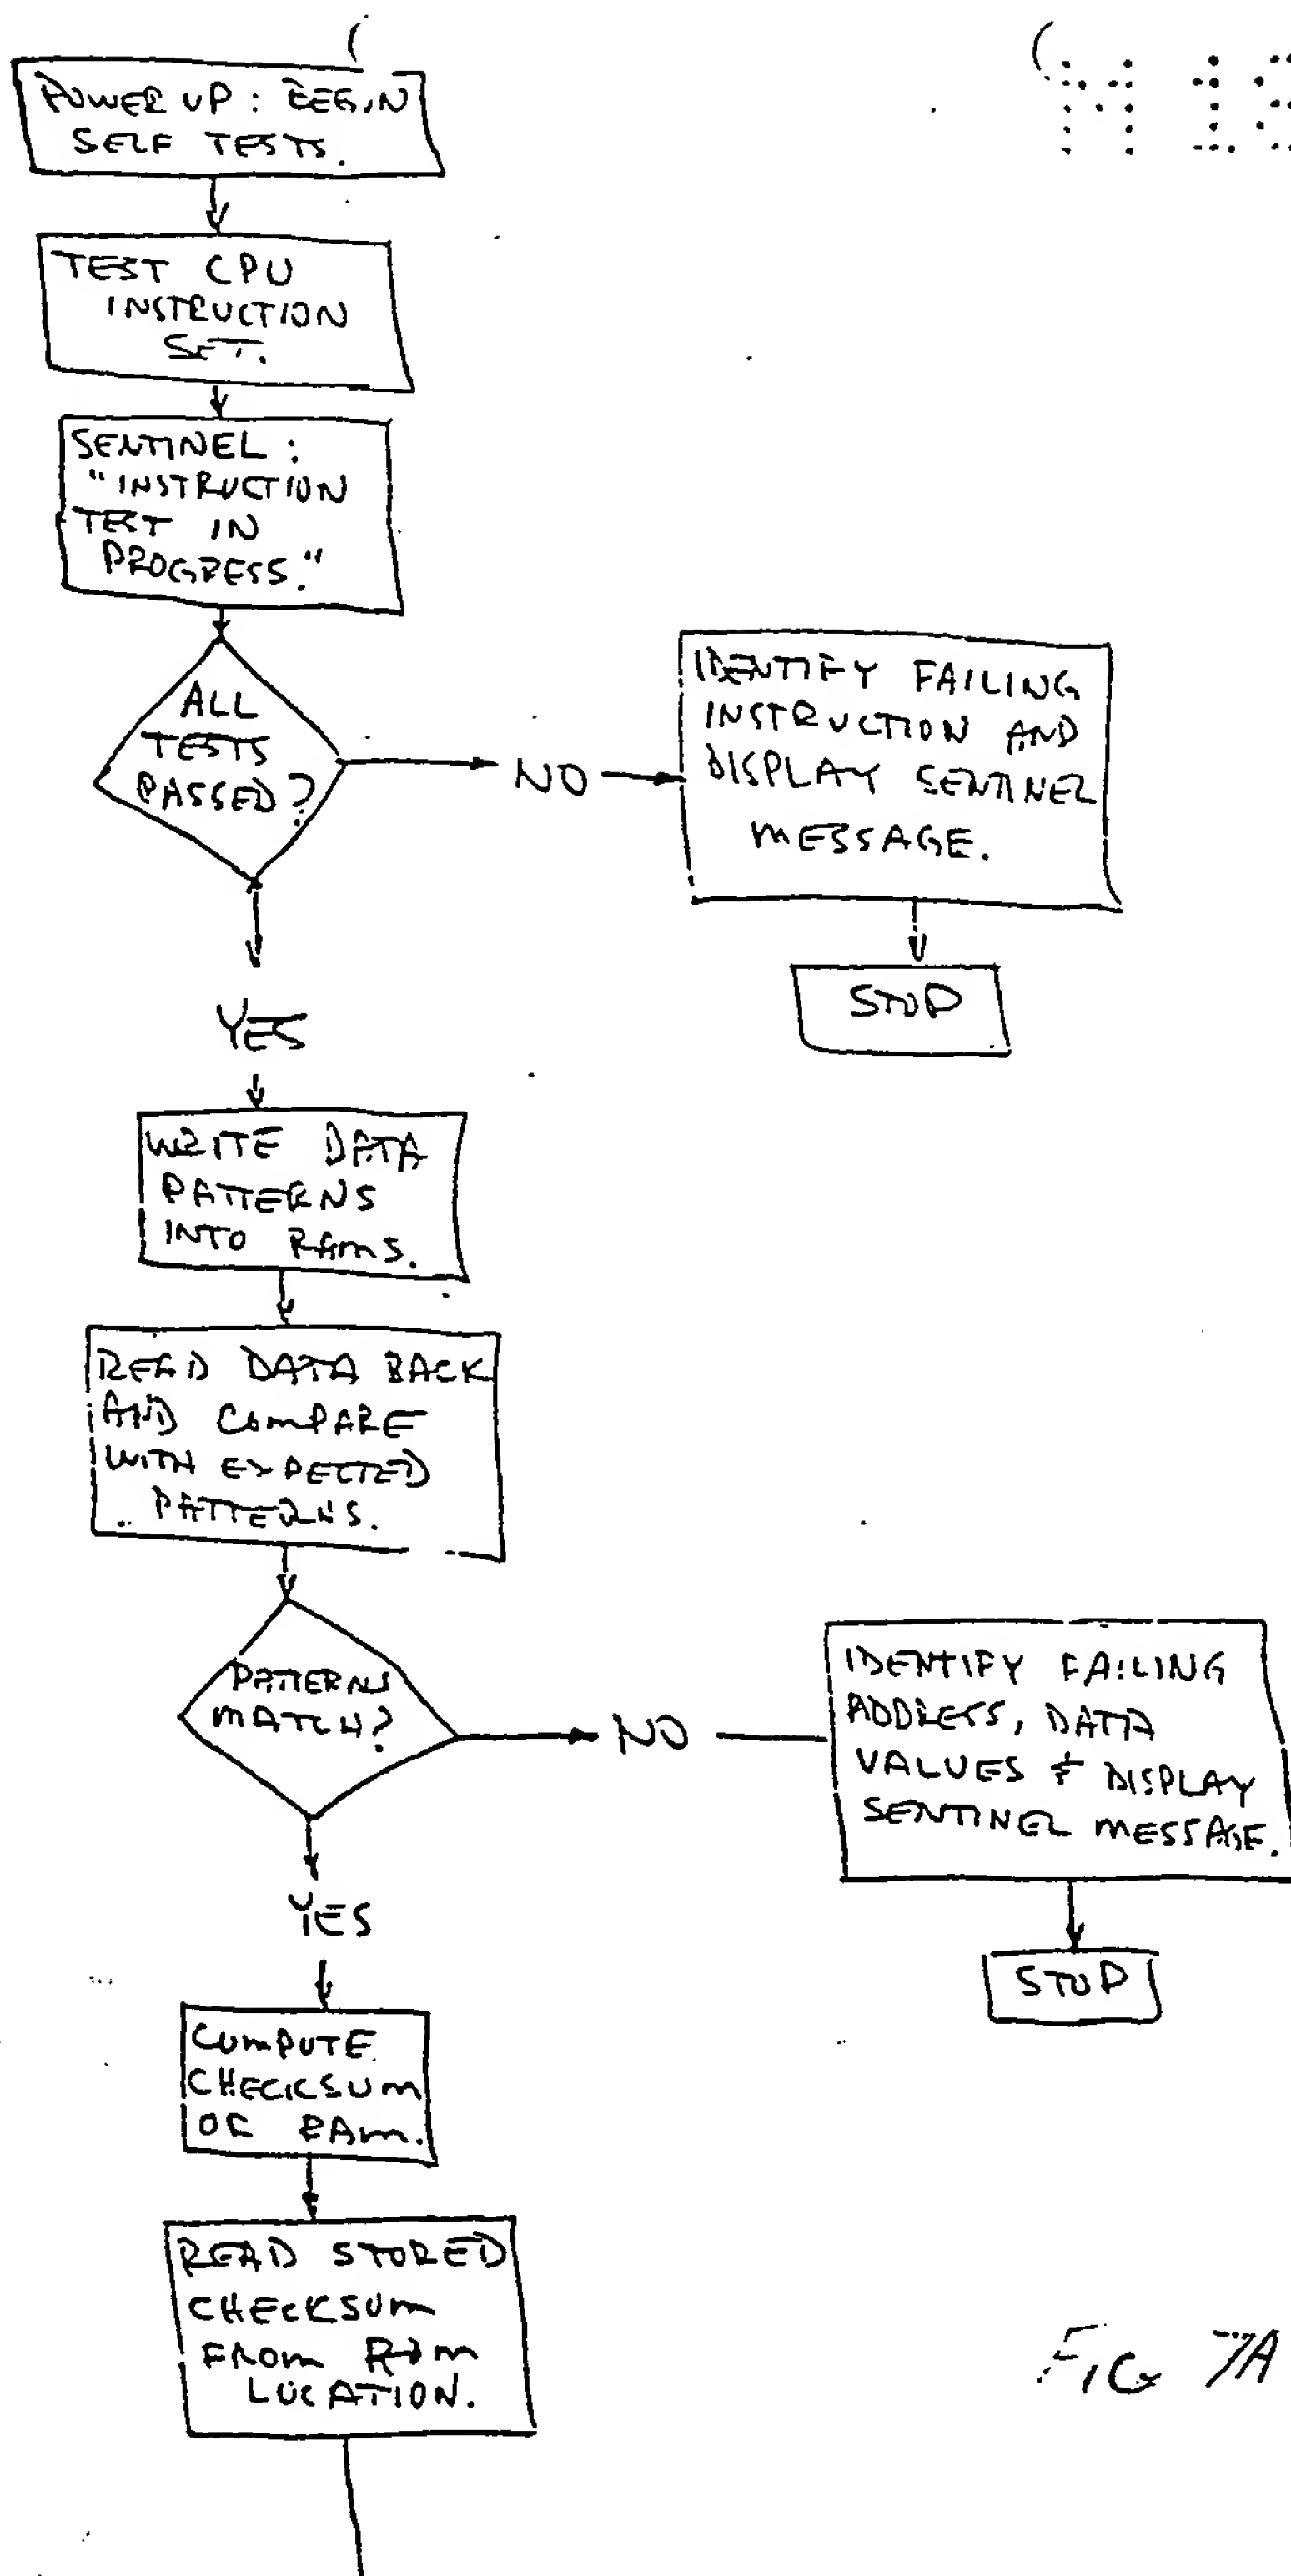 POWER UP : BEGIN
SELF TESTS.
TEST CPU
INSTRUCTION
SET.
SENTINEL :
"INSTRUCTION
TEST IN
PROGRESS."
ALL
TESTS
PASSED?
NO
IDENTIFY FAILING
INSTRUCTION AND
DISPLAY SENTINEL
MESSAGE.
STOP
YES
WRITE DATA
PATTERNS
INTO RAMS.
READ DATA BACK
AND COMPARE
WITH EXPECTED
PATTERNS.
PATTERNS
MATCH?
NO
IDENTIFY FAILING
ADDRESS, DATA
VALUES & DISPLAY
SENTINEL MESSAGE.
STOP
YES
COMPUTE
CHECKSUM
OF RAM.
READ STORED
CHECKSUM
FROM
LOCATION.
FIG 7A